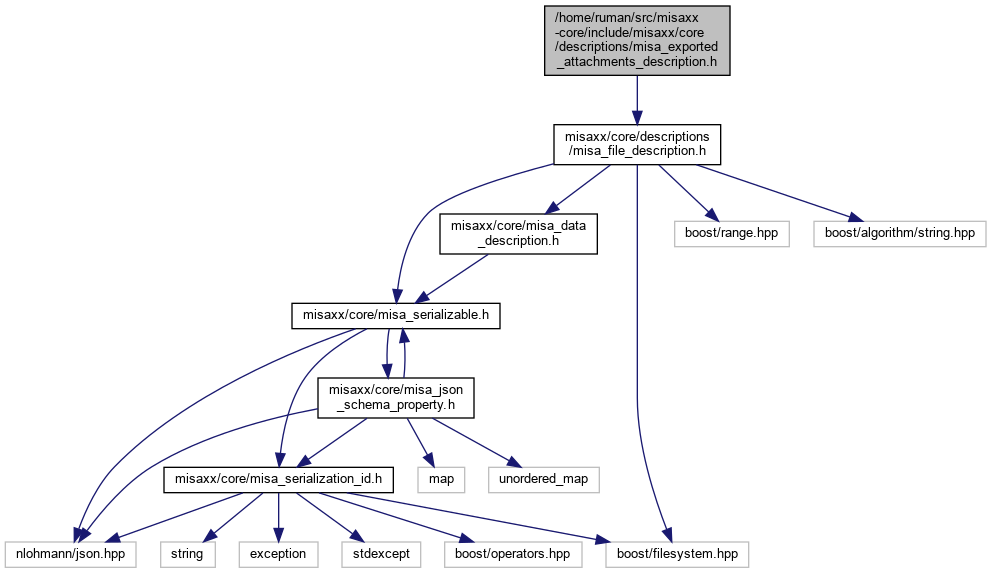 /home/ruman/src/misaxx
-core/include/misaxx/core
/descriptions/misa_exported
_attachments_description.h
misaxx/core/descriptions
/misa_file_description.h
misaxx/core/misa_data
_description.h
boost/range.hpp
boost/algorithm/string.hpp
misaxx/core/misa_serializable.h
misaxx/core/misa_json
_schema_property.h
misaxx/core/misa_serialization_id.h
map
unordered_map
nlohmann/json.hpp
string
exception
stdexcept
boost/operators.hpp
boost/filesystem.hpp